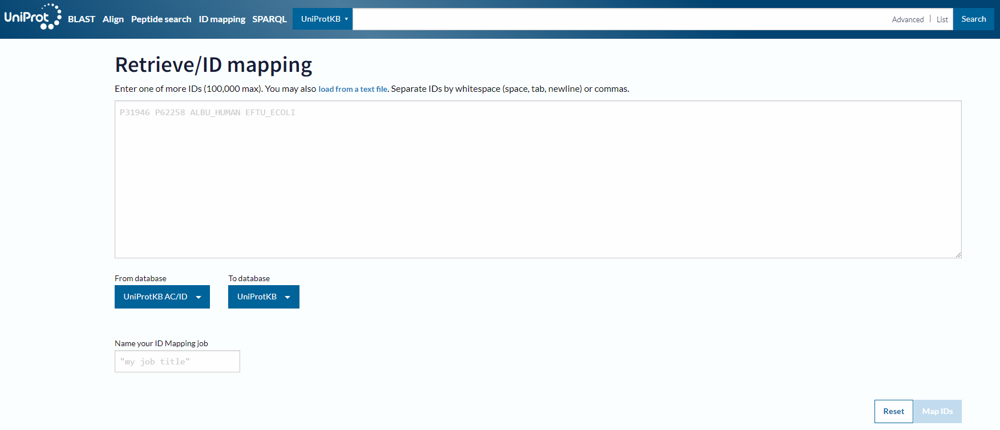 UniProt BLAST Align Peptide search ID mapping SPARQL UniProtKB Advanced | List Search
Retrieve/ID mapping
Enter one of more IDs (100,000 max). You may also load from a text file. Separate IDs by whitespace (space, tab, newline) or commas.
P31946 P62258 ALBU_HUMAN EFTU_ECOLI
From database To database
UniProtKB AC/ID UniProtKB
Name your ID Mapping job
"my job title"
Reset Map IDs